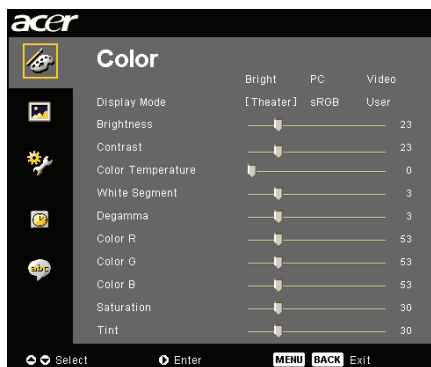 acer
Color
Bright PC Video
Display Mode [Theater] sRGB User
Brightness 23
Contrast 23
Color Temperature 0
White Segment 3
Degamma 3
Color R 53
Color G 53
Color B 53
Saturation 30
Tint 30
abc
Select Enter MENU BACK Exit